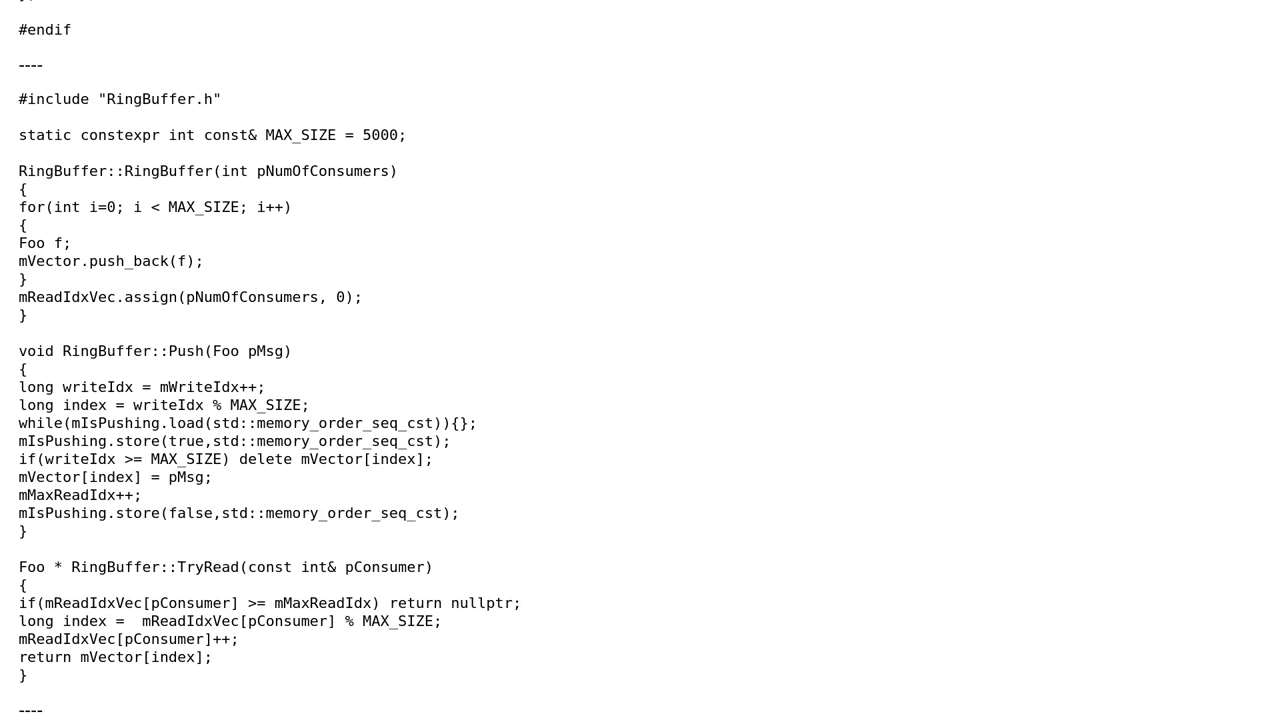 #endif
----
#include "RingBuffer.h"
static constexpr int const& MAX_SIZE = 5000;
RingBuffer::RingBuffer(int pNumOfConsumers)
{
for(int i=0; i < MAX_SIZE; i++)
{
Foo f;
mVector.push_back(f);
}
mReadIdxVec.assign(pNumOfConsumers, 0);
}
void RingBuffer::Push(Foo pMsg)
{
long writeIdx = mWriteIdx++;
long index = writeIdx % MAX_SIZE;
while(mIsPushing.load(std::memory_order_seq_cst)){};
mIsPushing.store(true,std::memory_order_seq_cst);
if(writeIdx >= MAX_SIZE) delete mVector[index];
mVector[index] = pMsg;
mMaxReadIdx++;
mIsPushing.store(false,std::memory_order_seq_cst);
}
Foo * RingBuffer::TryRead(const int& pConsumer)
{
if(mReadIdxVec[pConsumer] >= mMaxReadIdx) return nullptr;
long index =  mReadIdxVec[pConsumer] % MAX_SIZE;
mReadIdxVec[pConsumer]++;
return mVector[index];
}
----